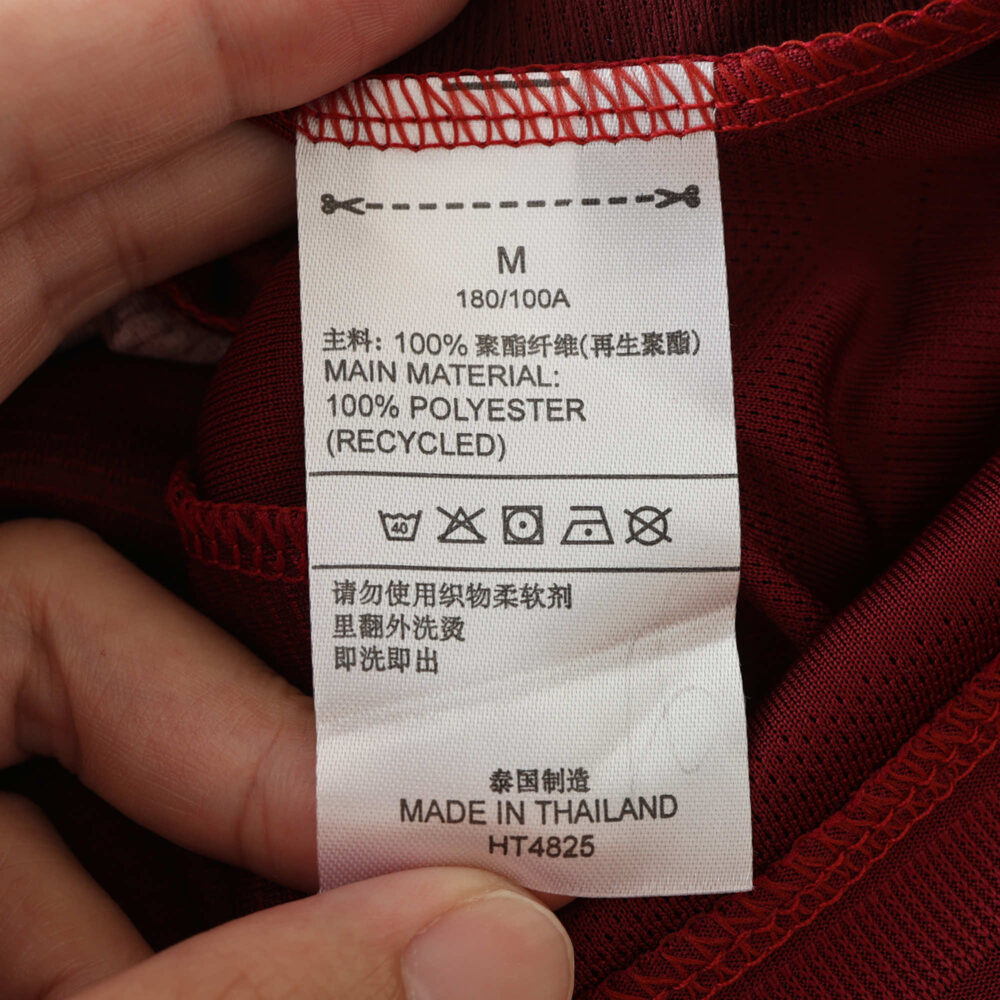 M
180/100A
主料: 100% 聚酯纤维(再生聚酯)
MAIN MATERIAL:
100% POLYESTER
(RECYCLED)
40
请勿使用织物柔软剂
里翻外洗烫
即洗即出
泰国制造
MADE IN THAILAND
HT4825